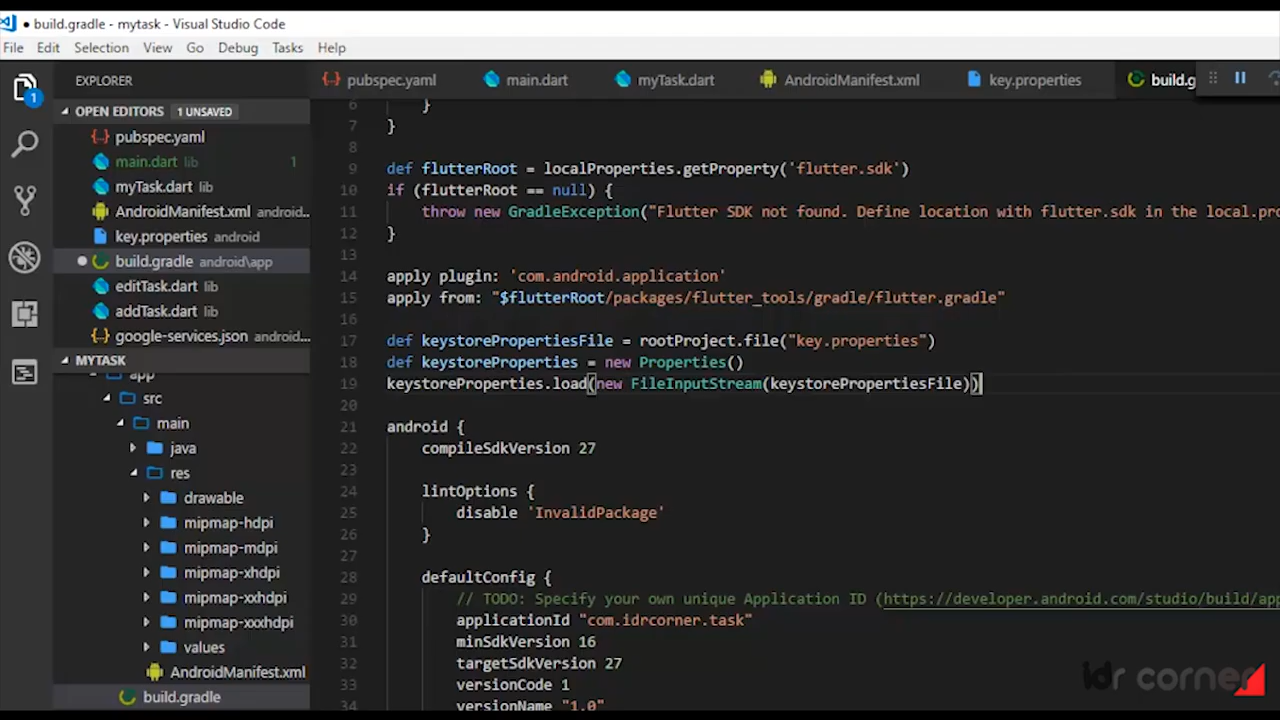 ● build.gradle - mytask - Visual Studio Code
File Edit Selection View Go Debug Tasks Help
EXPLORER
OPEN EDITORS 1 UNSAVED
pubspec.yaml
main.dart lib 1
myTask.dart lib
AndroidManifest.xml android...
key.properties android
● build.gradle android\app
editTask.dart lib
addTask.dart lib
google-services.json android...
MYTASK
app
src
main
java
res
drawable
mipmap-hdpi
mipmap-mdpi
mipmap-xhdpi
mipmap-xxhdpi
mipmap-xxxhdpi
values
AndroidManifest.xml
build.gradle
1
pubspec.yaml main.dart myTask.dart AndroidManifest.xml key.properties build.g
6 }
7 }
8
9 def flutterRoot = localProperties.getProperty('flutter.sdk')
10 if (flutterRoot == null) {
11 throw new GradleException("Flutter SDK not found. Define location with flutter.sdk in the local.pro
12 }
13
14 apply plugin: 'com.android.application'
15 apply from: "$flutterRoot/packages/flutter_tools/gradle/flutter.gradle"
16
17 def keystorePropertiesFile = rootProject.file("key.properties")
18 def keystoreProperties = new Properties()
19 keystoreProperties.load(new FileInputStream(keystorePropertiesFile))
20
21 android {
22 compileSdkVersion 27
23
24 lintOptions {
25 disable 'InvalidPackage'
26 }
27
28 defaultConfig {
29 // TODO: Specify your own unique Application ID (https://developer.android.com/studio/build/app
30 applicationId "com.idrcorner.task"
31 minSdkVersion 16
32 targetSdkVersion 27
33 versionCode 1
34 versionName "1.0"
idr corner